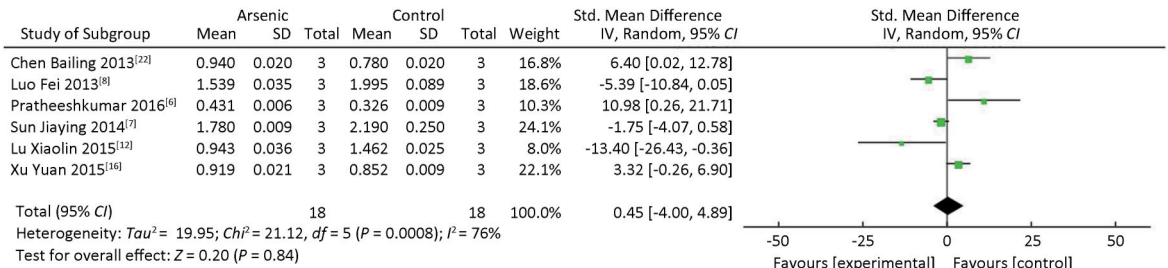 Arsenic Control Std. Mean Difference Std. Mean Difference
Study of Subgroup Mean SD Total Mean SD Total Weight IV, Random, 95% CI IV, Random, 95% CI
Chen Bailing 2013[22] 0.940 0.020 3 0.780 0.020 3 16.8% 6.40 [0.02, 12.78]
Luo Fei 2013[8] 1.539 0.035 3 1.995 0.089 3 18.6% -5.39 [-10.84, 0.05]
Pratheeshkumar 2016[6] 0.431 0.006 3 0.326 0.009 3 10.3% 10.98 [0.26, 21.71]
Sun Jiaying 2014[7] 1.780 0.009 3 2.190 0.250 3 24.1% -1.75 [-4.07, 0.58]
Lu Xiaolin 2015[12] 0.943 0.036 3 1.462 0.025 3 8.0% -13.40 [-26.43, -0.36]
Xu Yuan 2015[16] 0.919 0.021 3 0.852 0.009 3 22.1% 3.32 [-0.26, 6.90]
Total (95% CI) 18 18 100.0% 0.45 [-4.00, 4.89]
Heterogeneity: Tau² = 19.95; Chi² = 21.12, df = 5 (P = 0.0008); I² = 76%
Test for overall effect: Z = 0.20 (P = 0.84)
-50 -25 0 25 50
Favours [experimental] Favours [control]